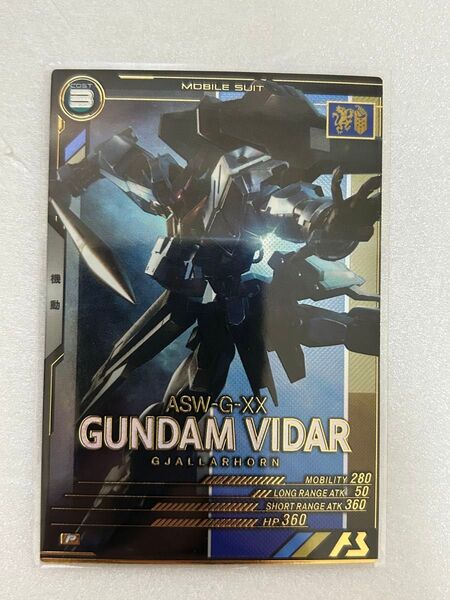 COST
3
MOBILE SUIT
機動
ASW-G-XX
GUNDAM VIDAR
GJALLARHORN
MOBILITY 280
LONG RANGE ATK 50
SHORT RANGE ATK 360
HP 360
P